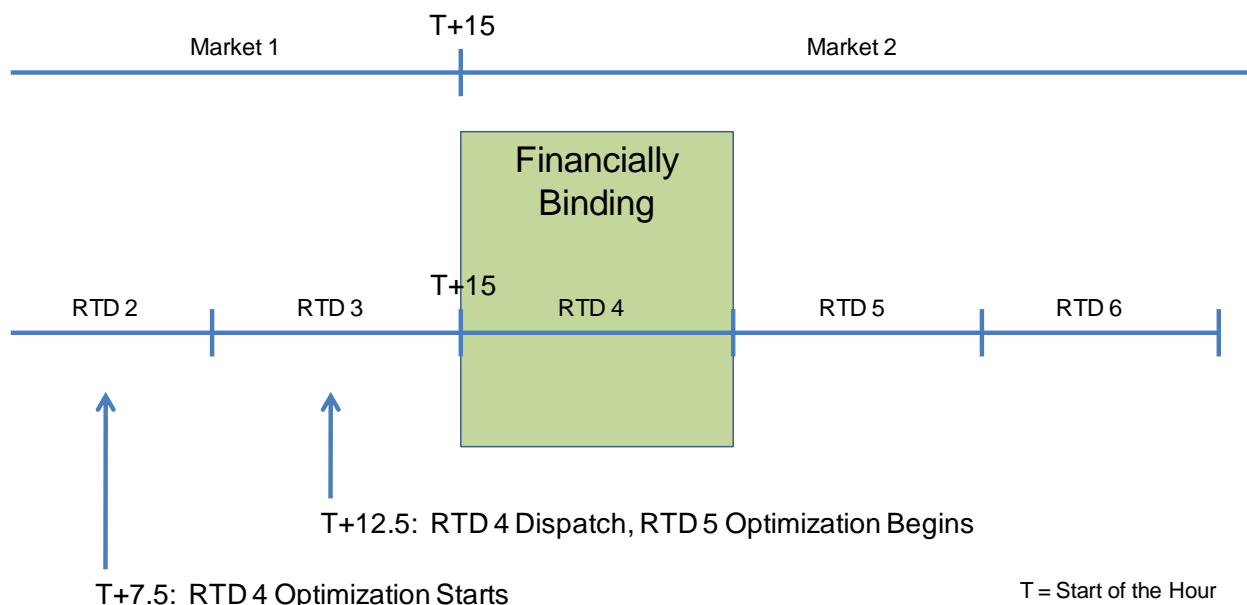 T+15
Market 1
Market 2
Financially
Binding
T+15
RTD 2
RTD 3
RTD 4
RTD 5
RTD 6
T+12.5: RTD 4 Dispatch, RTD 5 Optimization Begins
T+7.5: RTD 4 Optimization Starts
T = Start of the Hour